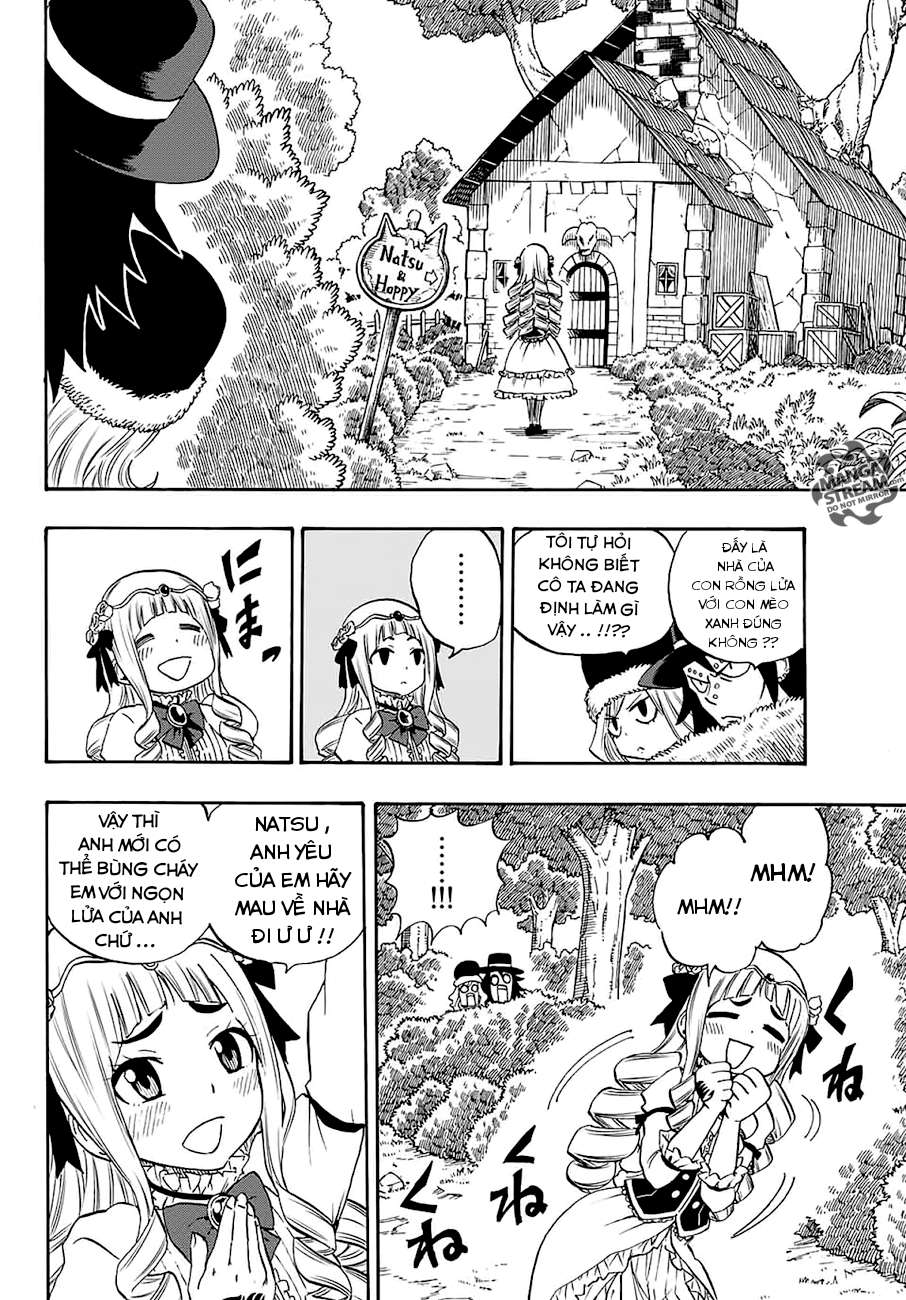 Natsu
&
Happy
MANGA
STREAM.com
DO NOT MIRROR
ĐẤY LÀ
NHÀ CỦA
CON RỒNG LỬA
VỚI CON MÈO
XANH ĐÚNG
KHÔNG ??
TÔI TỰ HỎI
KHÔNG BIẾT
CÔ TA ĐANG
ĐỊNH LÀM GÌ
VẬY .. !!??
......
にまっ
MHM!
MHM!!
......!!!
くね
くね
くね
NATSU ,
ANH YÊU
CỦA EM HÃY
MAU VỀ NHÀ
ĐI Ư Ư !!
VẬY THÌ
ANH MỚI CÓ
THỂ BÙNG CHÁY
EM VỚI NGỌN
LỬA CỦA ANH
CHỨ ...